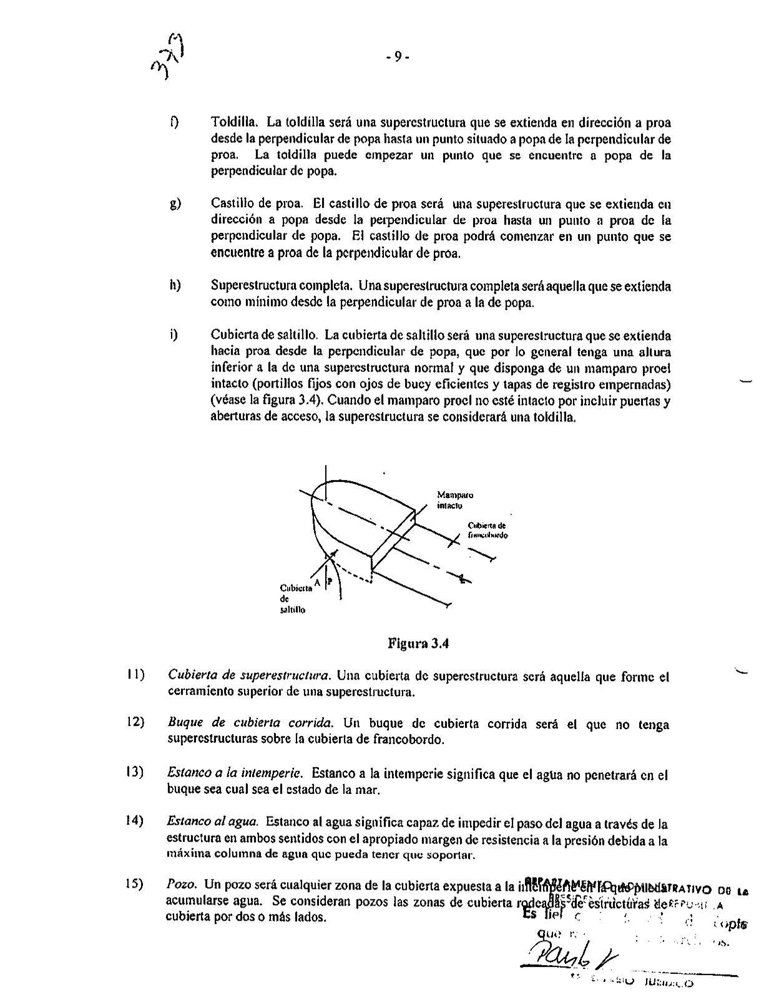 - 9 -
f) Toldilla. La toldilla será una superestructura que se extienda en dirección a proa
desde la perpendicular de popa hasta un punto situado a popa de la perpendicular de
proa. La toldilla puede empezar un punto que se encuentre a popa de la
perpendicular de popa.
g) Castillo de proa. El castillo de proa será una superestructura que se extienda en
dirección a popa desde la perpendicular de proa hasta un punto a proa de la
perpendicular de popa. El castillo de proa podrá comenzar en un punto que se
encuentre a proa de la perpendicular de proa.
h) Superestructura completa. Una superestructura completa será aquella que se extienda
como mínimo desde la perpendicular de proa a la de popa.
i) Cubierta de saltillo. La cubierta de saltillo será una superestructura que se extienda
hacia proa desde la perpendicular de popa, que por lo general tenga una altura
inferior a la de una superestructura normal y que disponga de un mamparo proel
intacto (portillos fijos con ojos de buey eficientes y tapas de registro empernadas)
(véase la figura 3.4). Cuando el mamparo proel no esté intacto por incluir puertas y
aberturas de acceso, la superestructura se considerará una toldilla.
Mamparo
intacto
Cubierta de
francobordo
A P
Cubierta
de
saltillo
Figura 3.4
11) Cubierta de superestructura. Una cubierta de superestructura será aquella que forme el
cerramiento superior de una superestructura.
12) Buque de cubierta corrida. Un buque de cubierta corrida será el que no tenga
superestructuras sobre la cubierta de francobordo.
13) Estanco a la intemperie. Estanco a la intemperie significa que el agua no penetrará en el
buque sea cual sea el estado de la mar.
14) Estanco al agua. Estanco al agua significa capaz de impedir el paso del agua a través de la
estructura en ambos sentidos con el apropiado margen de resistencia a la presión debida a la
máxima columna de agua que pueda tener que soportar.
15) Pozo. Un pozo será cualquier zona de la cubierta expuesta a la intemperie en la que pueda
acumularse agua. Se consideran pozos las zonas de cubierta rodeadas de estructuras de
cubierta por dos o más lados.
DEPARTAMENTO ADMINISTRATIVO DE LA
Es fiel copia
que
JURIDICO